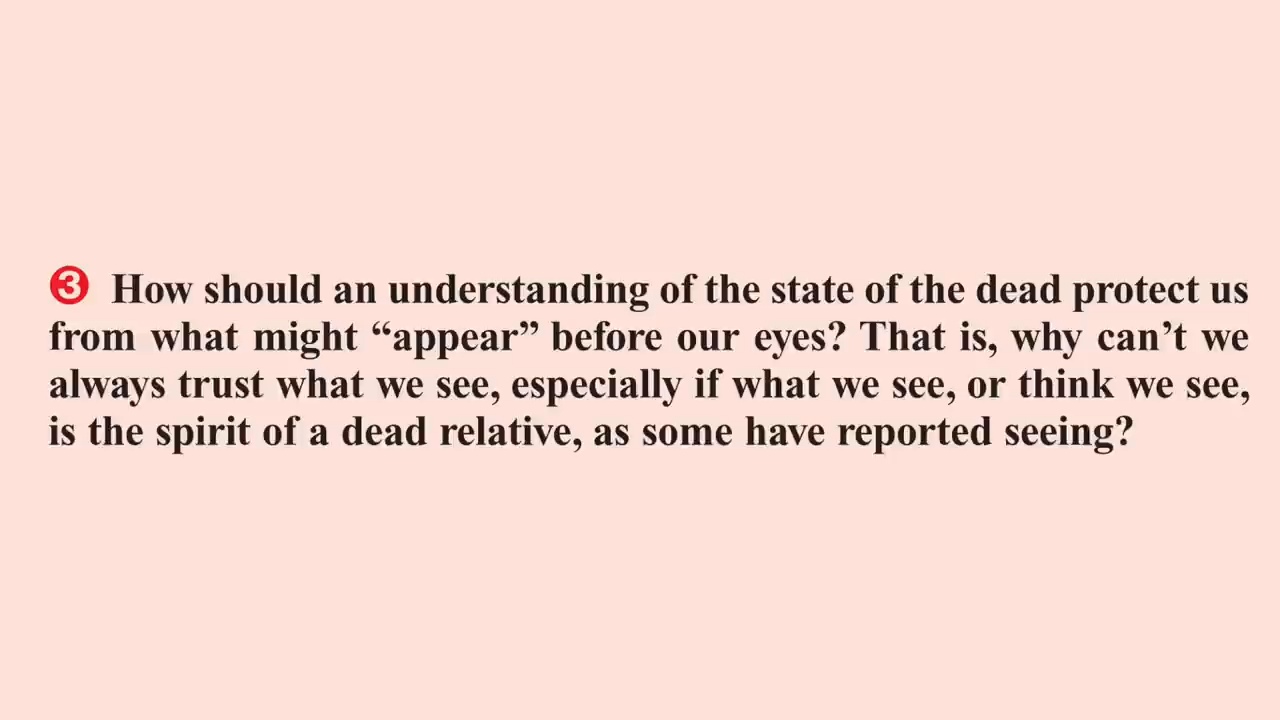 ❸ How should an understanding of the state of the dead protect us
from what might “appear” before our eyes? That is, why can’t we
always trust what we see, especially if what we see, or think we see,
is the spirit of a dead relative, as some have reported seeing?